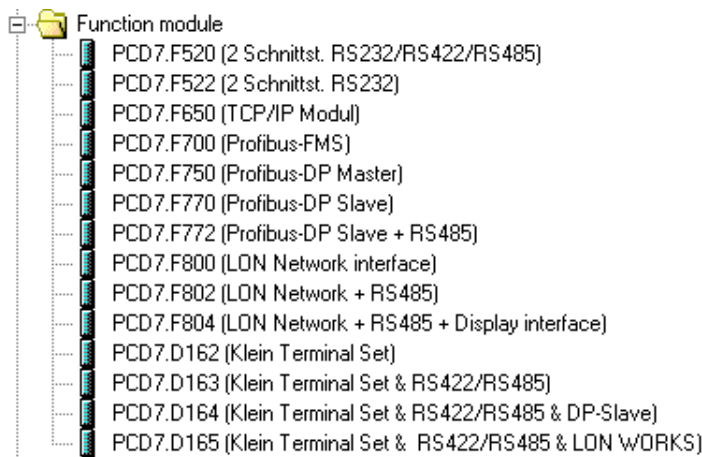 Function module
PCD7.F520 (2 Schnittst. RS232/RS422/RS485)
PCD7.F522 (2 Schnittst. RS232)
PCD7.F650 (TCP/IP Modul)
PCD7.F700 (Profibus-FMS)
PCD7.F750 (Profibus-DP Master)
PCD7.F770 (Profibus-DP Slave)
PCD7.F772 (Profibus-DP Slave + RS485)
PCD7.F800 (LON Network interface)
PCD7.F802 (LON Network + RS485)
PCD7.F804 (LON Network + RS485 + Display interface)
PCD7.D162 (Klein Terminal Set)
PCD7.D163 (Klein Terminal Set & RS422/RS485)
PCD7.D164 (Klein Terminal Set & RS422/RS485 & DP-Slave)
PCD7.D165 (Klein Terminal Set &  RS422/RS485 & LON WORKS)